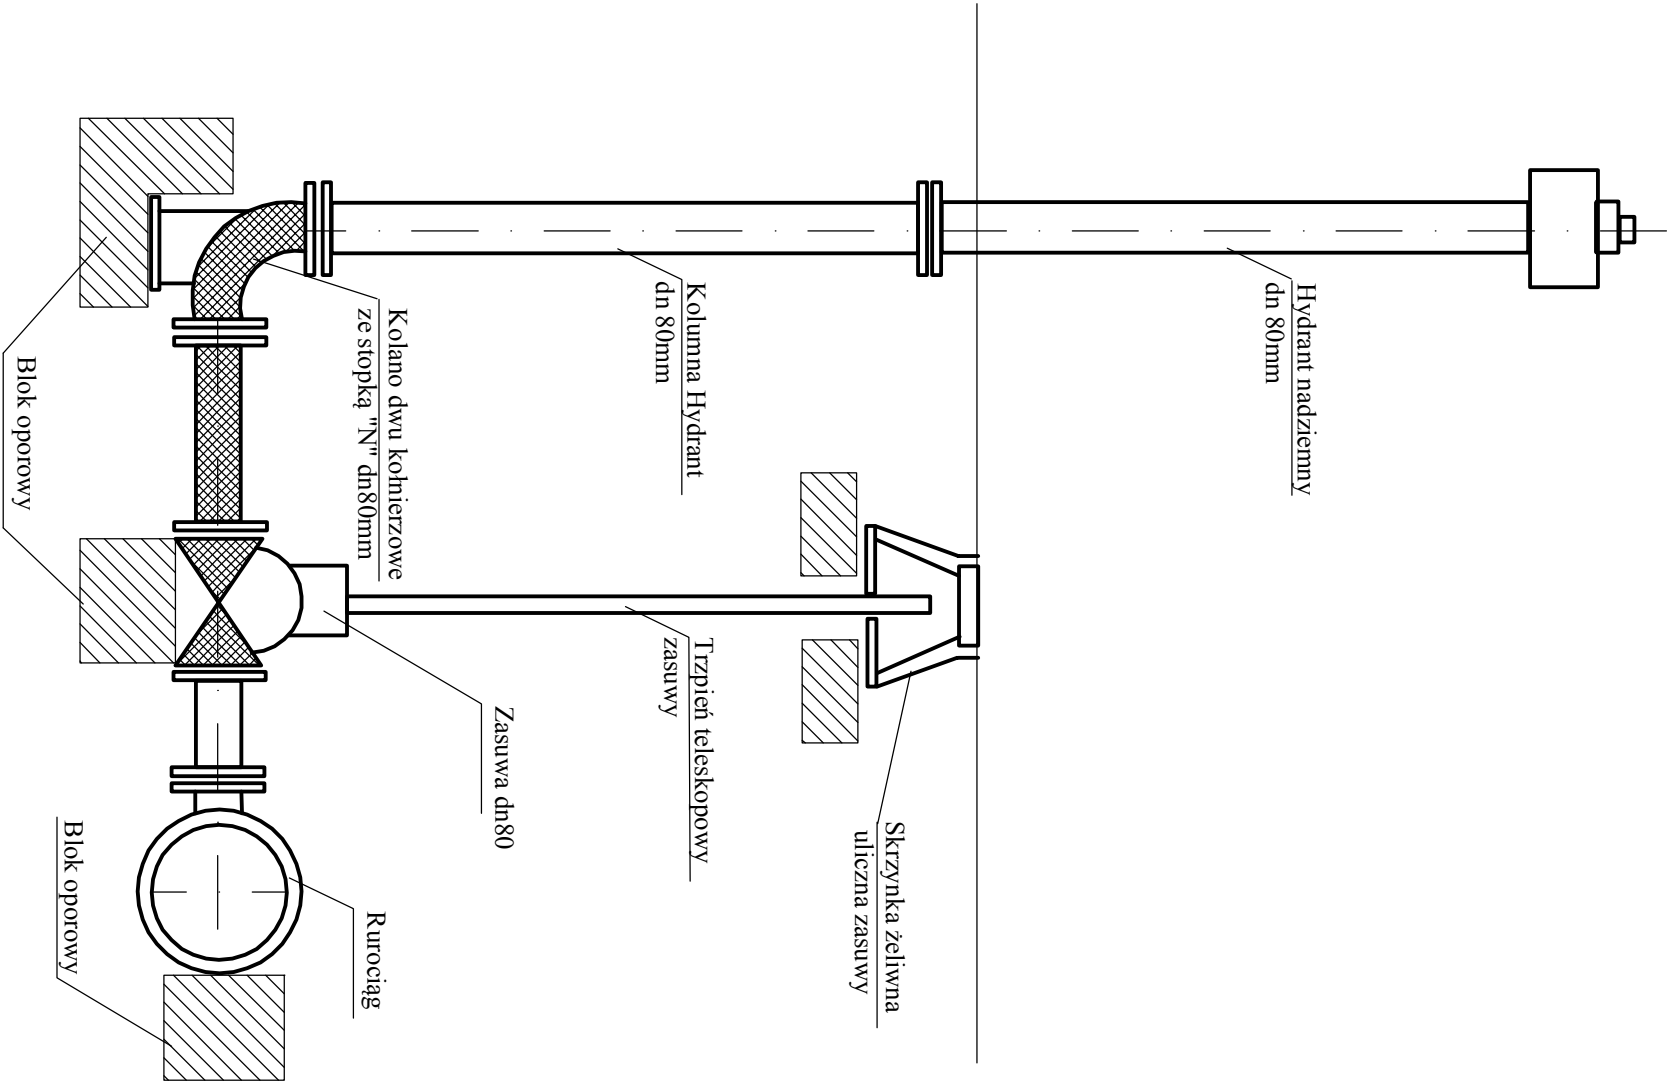 Hydrant nadziemny
dn 80mm
Skrzynka żeliwna
uliczna zasuwy
Kolumna Hydrant
dn 80mm
Trzpień teleskopowy
zasuwy
Zasuwa dn80
Kolano dwu kołnierzowe
ze stopką "N" dn80mm
Rurociąg
Blok oporowy
Blok oporowy